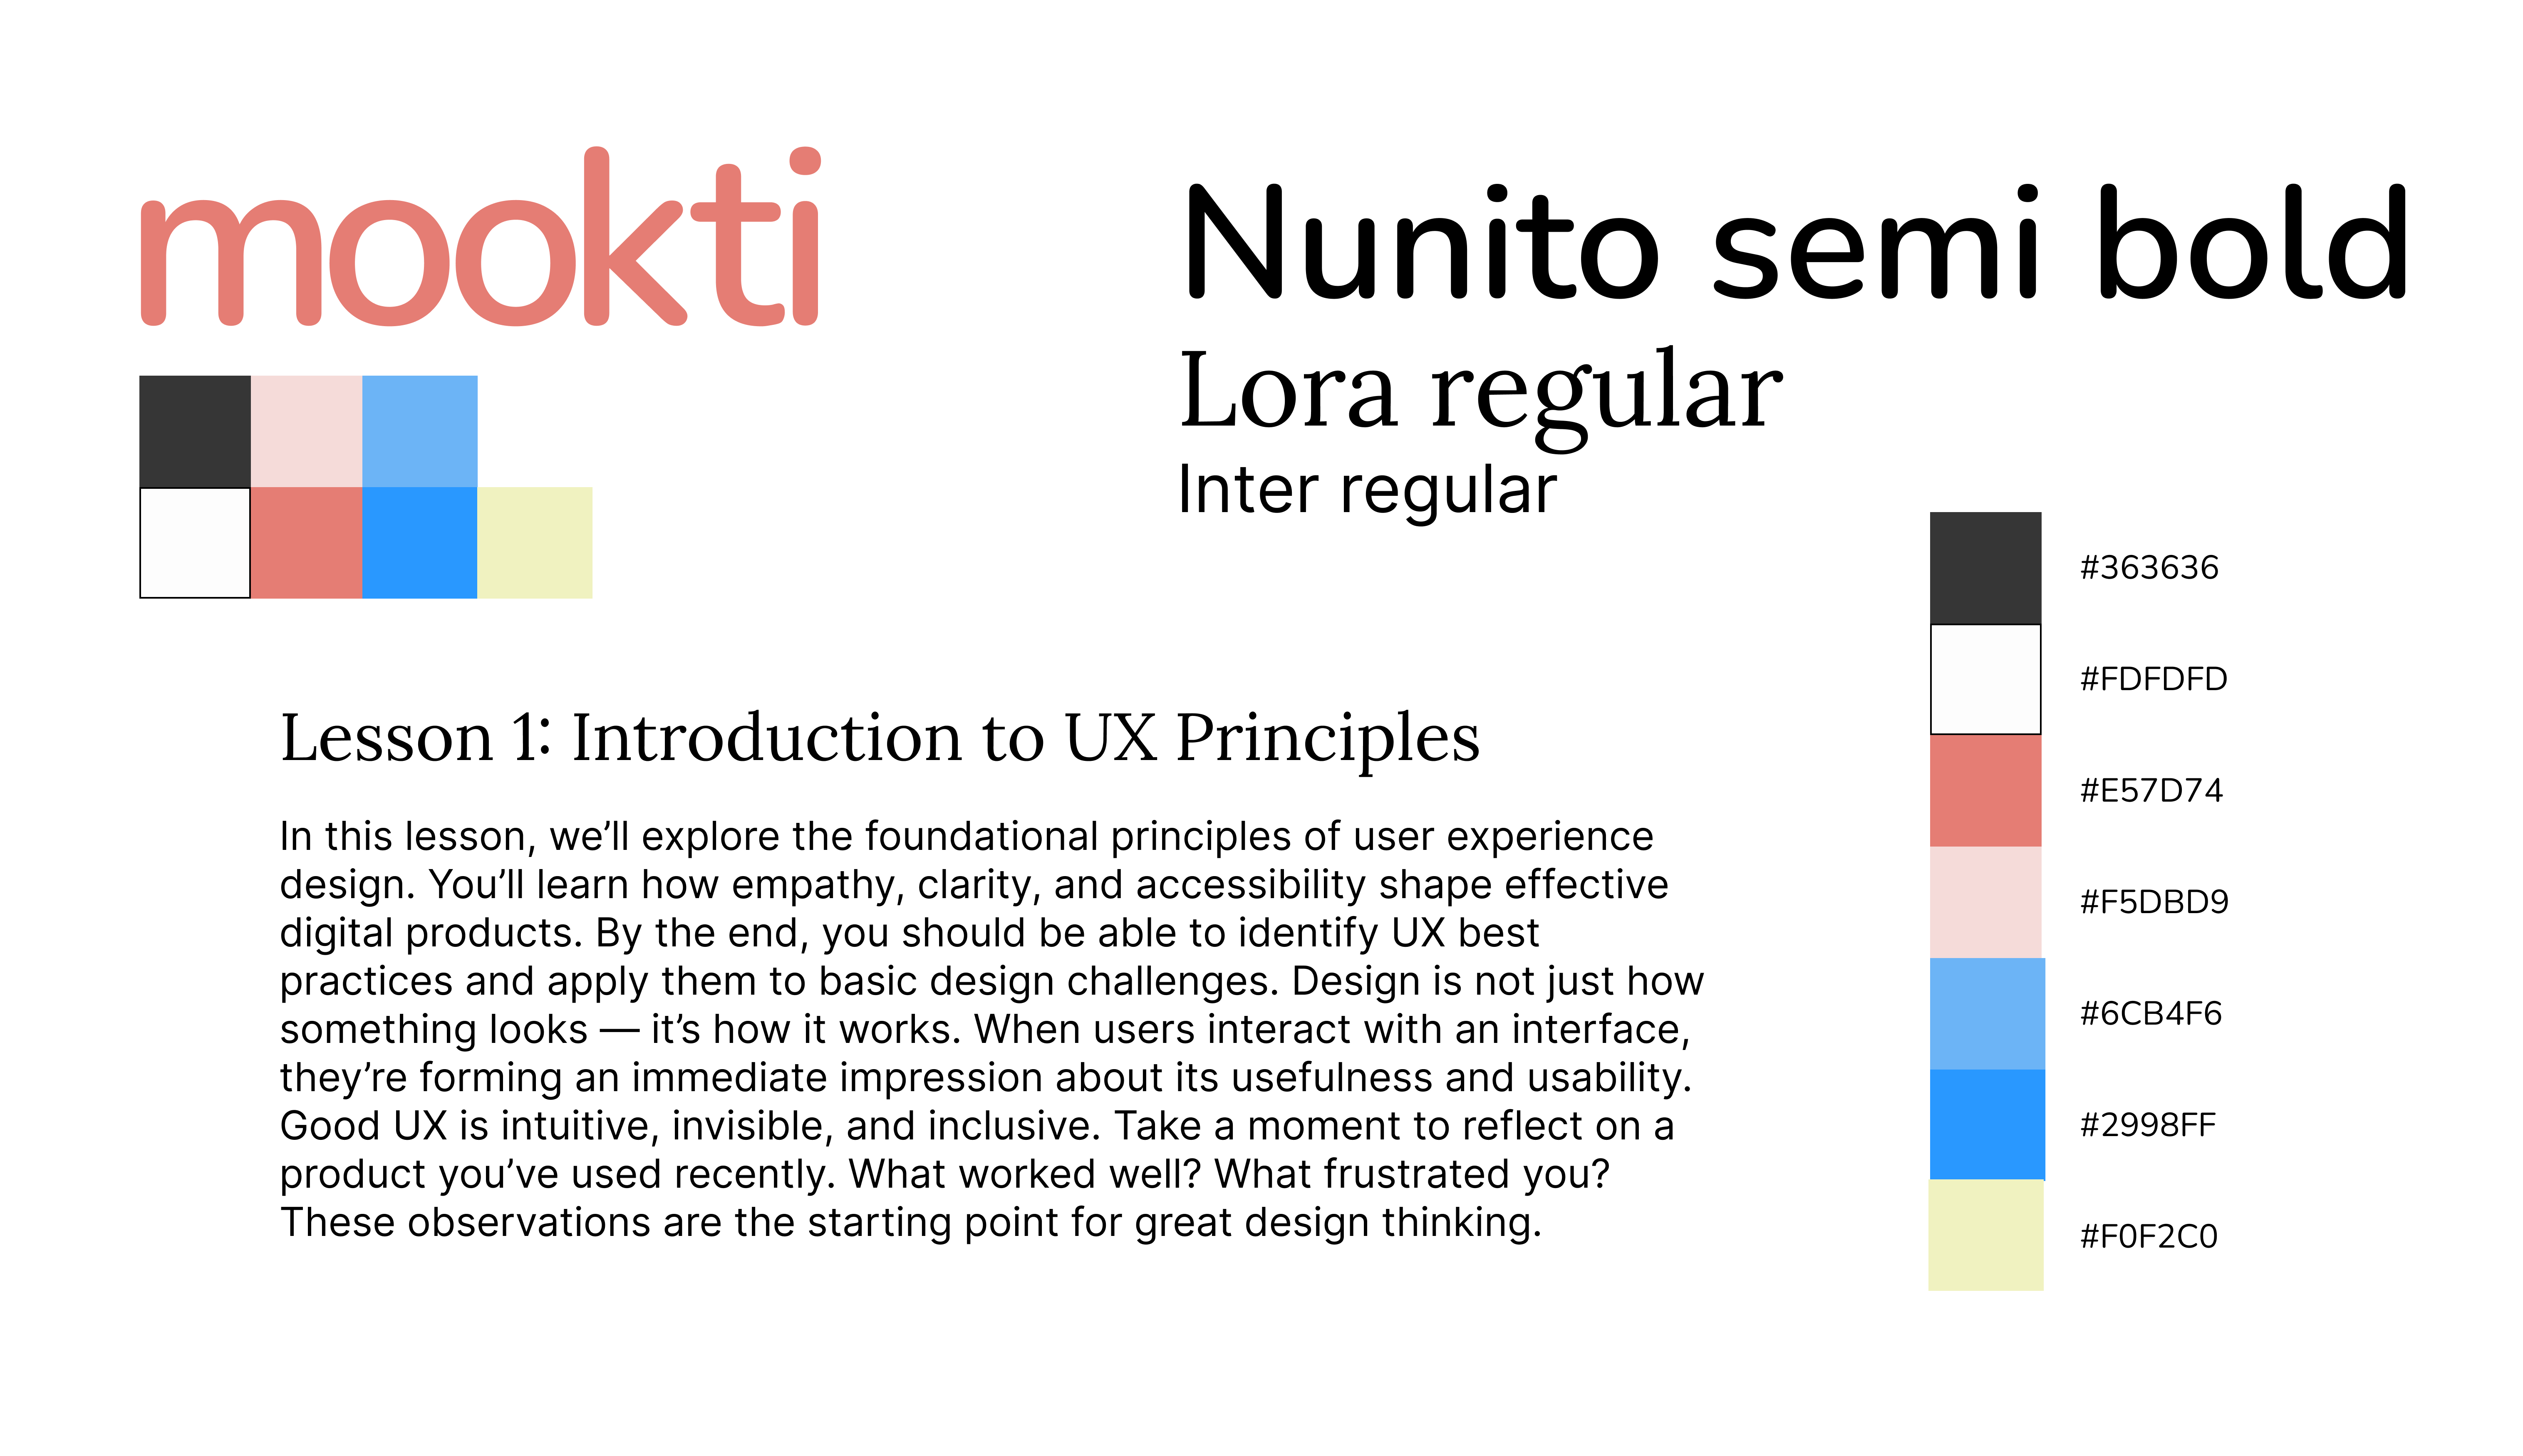 mookti
Nunito semi bold
Lora regular
Inter regular
Lesson 1: Introduction to UX Principles
In this lesson, we’ll explore the foundational principles of user experience
design. You’ll learn how empathy, clarity, and accessibility shape effective
digital products. By the end, you should be able to identify UX best
practices and apply them to basic design challenges. Design is not just how
something looks — it’s how it works. When users interact with an interface,
they’re forming an immediate impression about its usefulness and usability.
Good UX is intuitive, invisible, and inclusive. Take a moment to reflect on a
product you’ve used recently. What worked well? What frustrated you?
These observations are the starting point for great design thinking.
#363636
#FDFDFD
#E57D74
#F5DBD9
#6CB4F6
#2998FF
#F0F2C0